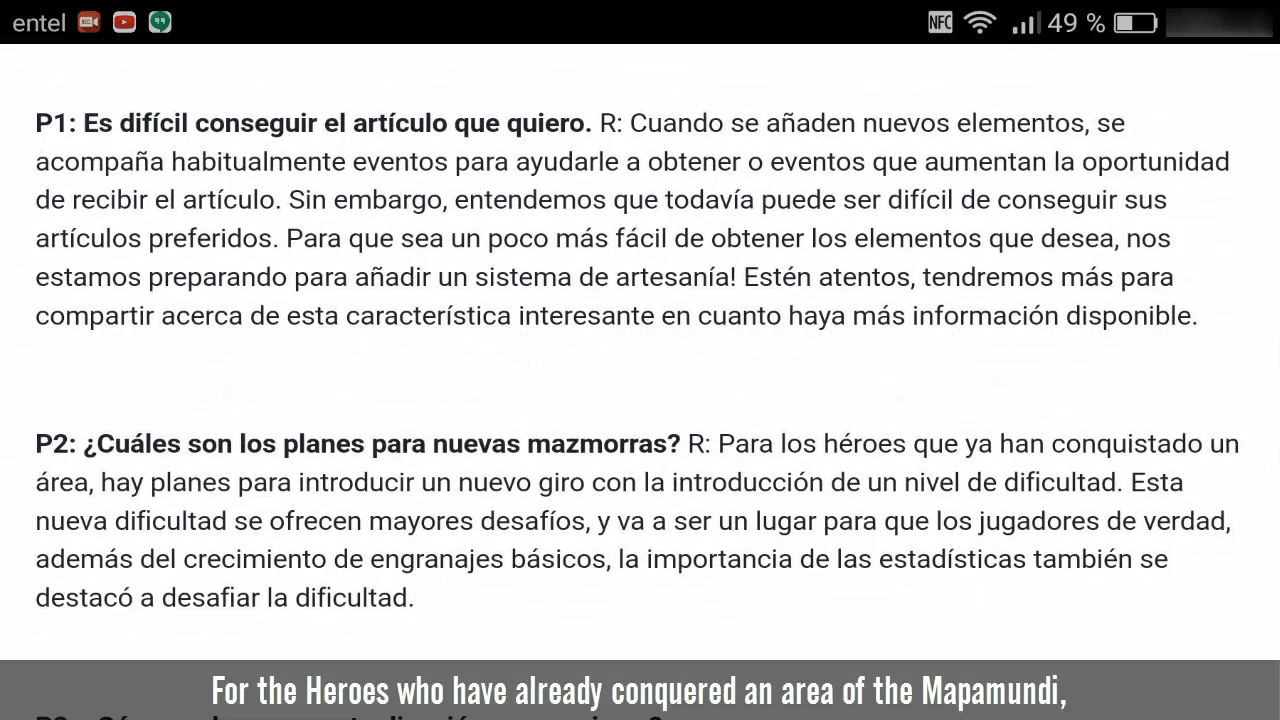 entel
NFC 49 %
P1: Es difícil conseguir el artículo que quiero. R: Cuando se añaden nuevos elementos, se
acompaña habitualmente eventos para ayudarle a obtener o eventos que aumentan la oportunidad
de recibir el artículo. Sin embargo, entendemos que todavía puede ser difícil de conseguir sus
artículos preferidos. Para que sea un poco más fácil de obtener los elementos que desea, nos
estamos preparando para añadir un sistema de artesanía! Estén atentos, tendremos más para
compartir acerca de esta característica interesante en cuanto haya más información disponible.
P2: ¿Cuáles son los planes para nuevas mazmorras? R: Para los héroes que ya han conquistado un
área, hay planes para introducir un nuevo giro con la introducción de un nivel de dificultad. Esta
nueva dificultad se ofrecen mayores desafíos, y va a ser un lugar para que los jugadores de verdad,
además del crecimiento de engranajes básicos, la importancia de las estadísticas también se
destacó a desafiar la dificultad.
For the Heroes who have already conquered an area of the Mapamundi,